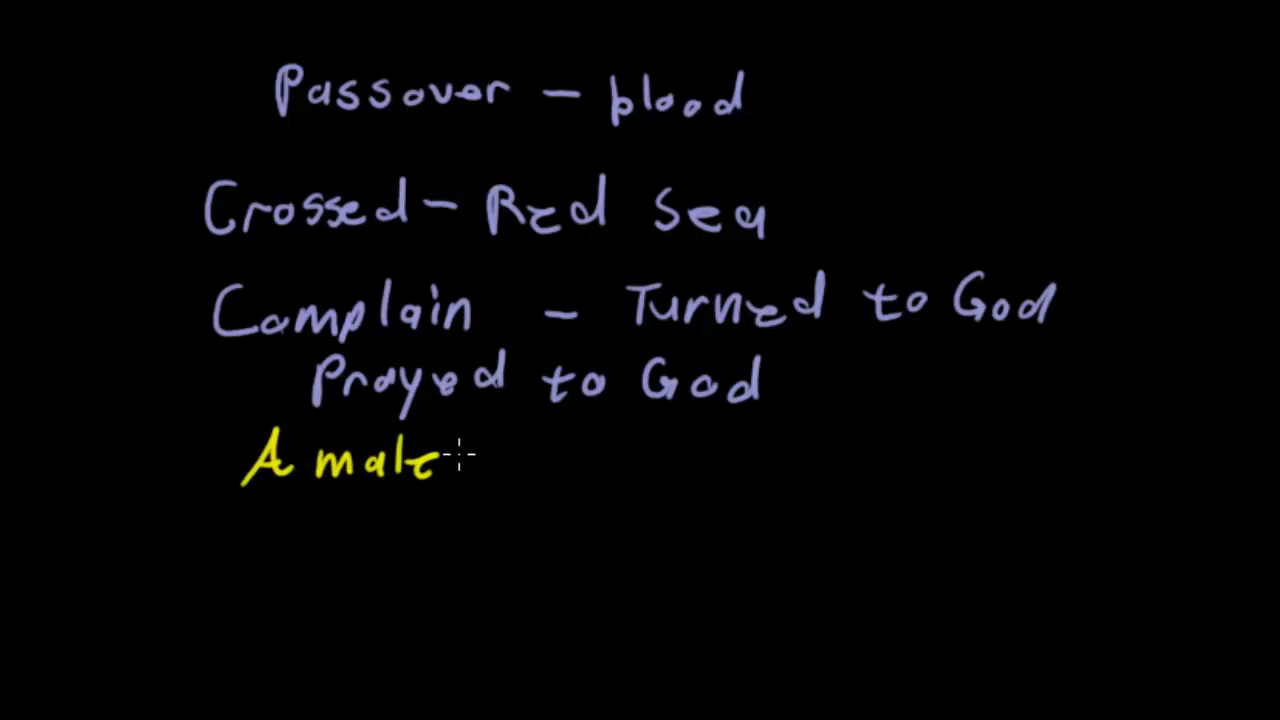 Passover - blood
Crossed - Red Sea
Complain - Turned to God
Prayed to God
Amale